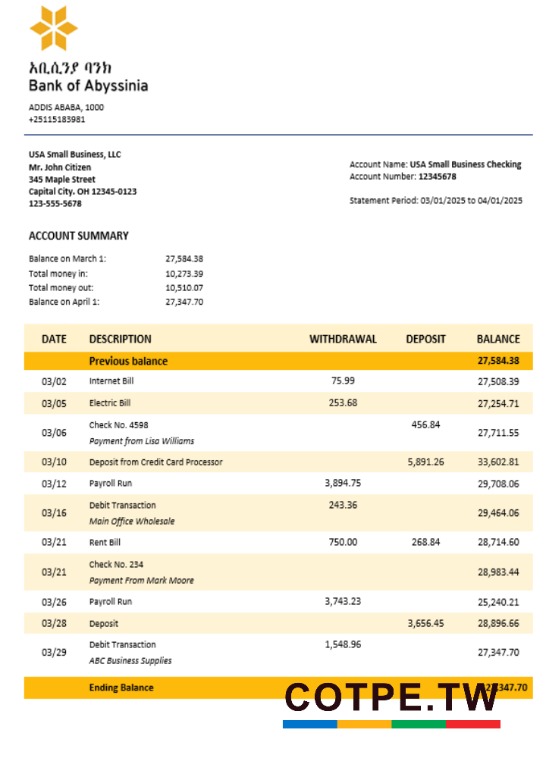 አቢሲንያ ባንክ
Bank of Abyssinia
ADDIS ABABA, 1000
+25115183981
USA Small Business, LLC
Mr. John Citizen
345 Maple Street
Capital City. OH 12345-0123
123-555-5678
Account Name: USA Small Business Checking
Account Number: 12345678
Statement Period: 03/01/2025 to 04/01/2025
ACCOUNT SUMMARY
Balance on March 1: 27,584.38
Total money in: 10,273.39
Total money out: 10,510.07
Balance on April 1: 27,347.70
DATE DESCRIPTION WITHDRAWAL DEPOSIT BALANCE
Previous balance 27,584.38
03/02 Internet Bill 75.99 27,508.39
03/05 Electric Bill 253.68 27,254.71
03/06 Check No. 4598 456.84 27,711.55
Payment from Lisa Williams
03/10 Deposit from Credit Card Processor 5,891.26 33,602.81
03/12 Payroll Run 3,894.75 29,708.06
03/16 Debit Transaction 243.36 29,464.06
Main Office Wholesale
03/21 Rent Bill 750.00 268.84 28,714.60
03/21 Check No. 234 28,983.44
Payment From Mark Moore
03/26 Payroll Run 3,743.23 25,240.21
03/28 Deposit 3,656.45 28,896.66
03/29 Debit Transaction 1,548.96 27,347.70
ABC Business Supplies
Ending Balance 27,347.70
COTPE.TW